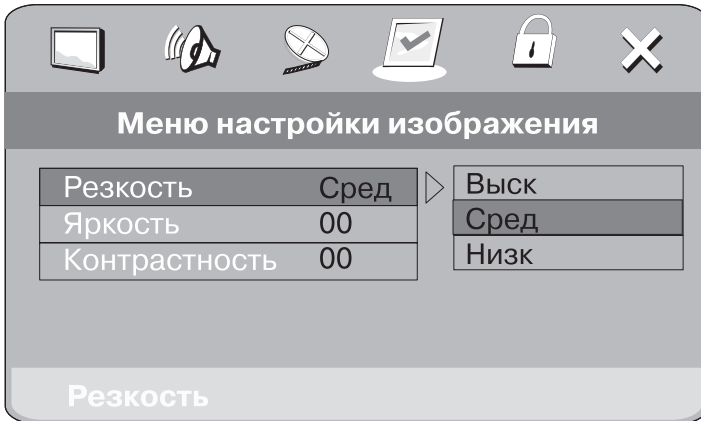 Меню настройки изображения
Резкость Сред Выск
Яркость 00 Сред
Контрастность 00 Низк
Резкость